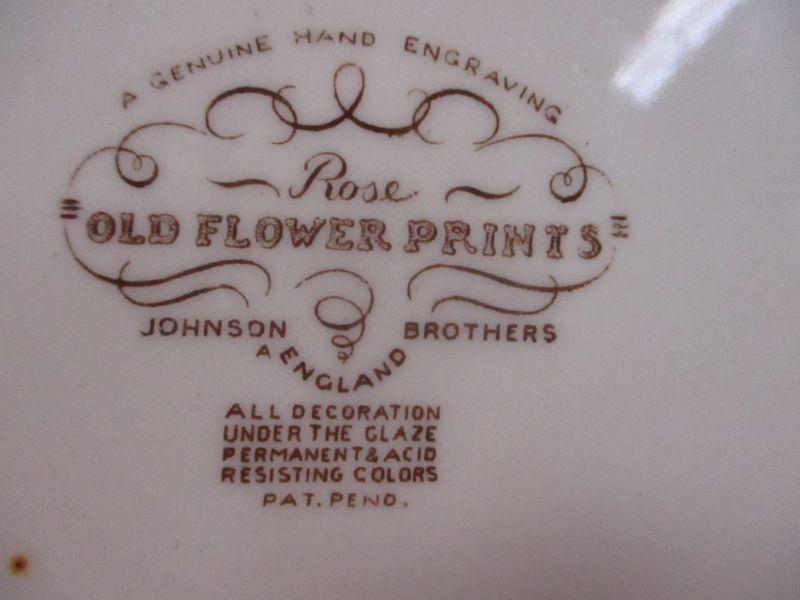 A GENUINE HAND ENGRAVING
Rose
OLD FLOWER PRINTS
JOHNSON BROTHERS
A ENGLAND
ALL DECORATION
UNDER THE GLAZE
PERMANENT & ACID
RESISTING COLORS
PAT. PEND.